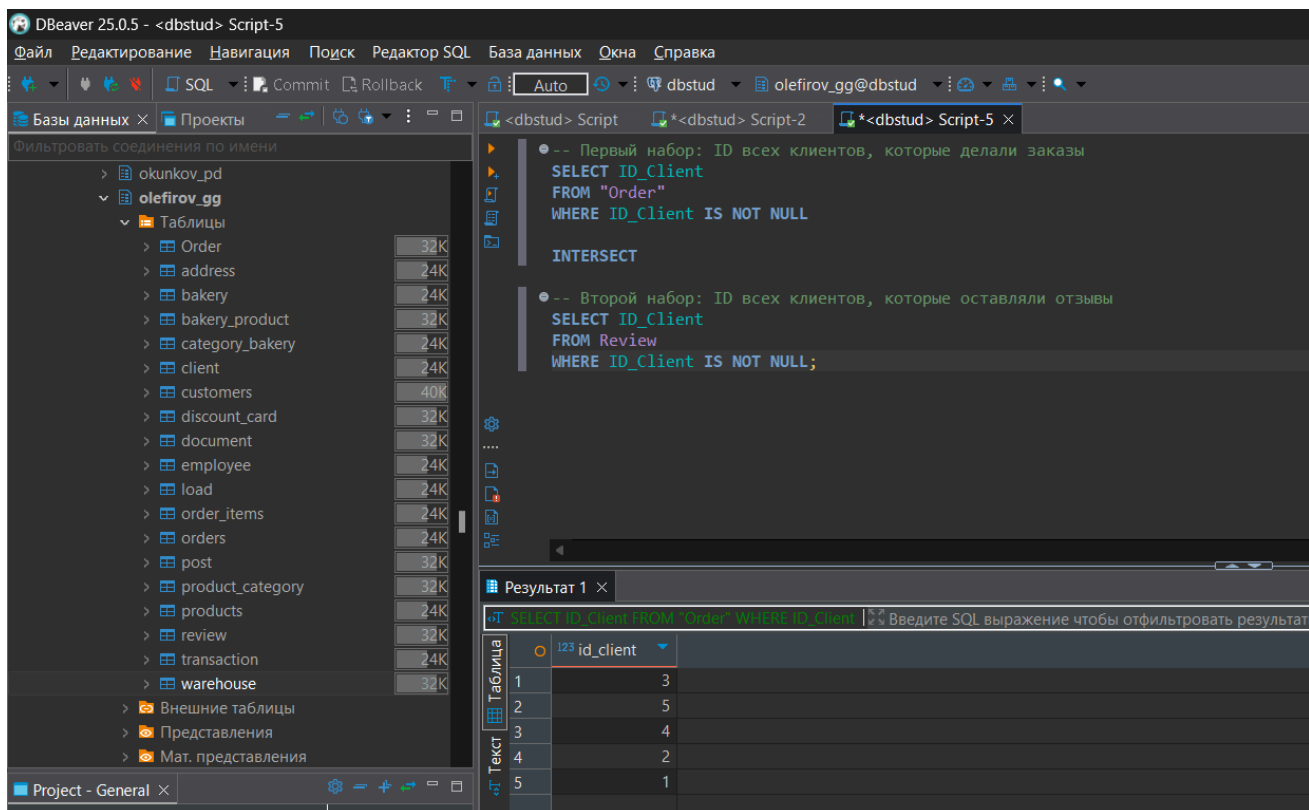 DBeaver 25.0.5 - <dbstud> Script-5
Файл Редактирование Навигация Поиск Редактор SQL База данных Окна Справка
SQL Commit Rollback Auto dbstud olefirov_gg@dbstud
Базы данных Проекты
Фильтровать соединения по имени
okunkov_pd
olefirov_gg
Таблицы
Order 32K
address 24K
bakery 24K
bakery_product 32K
category_bakery 24K
client 24K
customers 40K
discount_card 32K
document 32K
employee 24K
load 24K
order_items 24K
orders 24K
post 32K
product_category 32K
products 24K
review 32K
transaction 24K
warehouse 32K
Внешние таблицы
Представления
Мат. представления
Project - General
<dbstud> Script *<dbstud> Script-2 *<dbstud> Script-5
-- Первый набор: ID всех клиентов, которые делали заказы
SELECT ID_Client
FROM "Order"
WHERE ID_Client IS NOT NULL
INTERSECT
-- Второй набор: ID всех клиентов, которые оставляли отзывы
SELECT ID_Client
FROM Review
WHERE ID_Client IS NOT NULL;
Результат 1
SELECT ID_Client FROM "Order" WHERE ID_Client Введите SQL выражение чтобы отфильтровать результат
Таблица
Текст
123 id_client
1 3
2 5
3 4
4 2
5 1